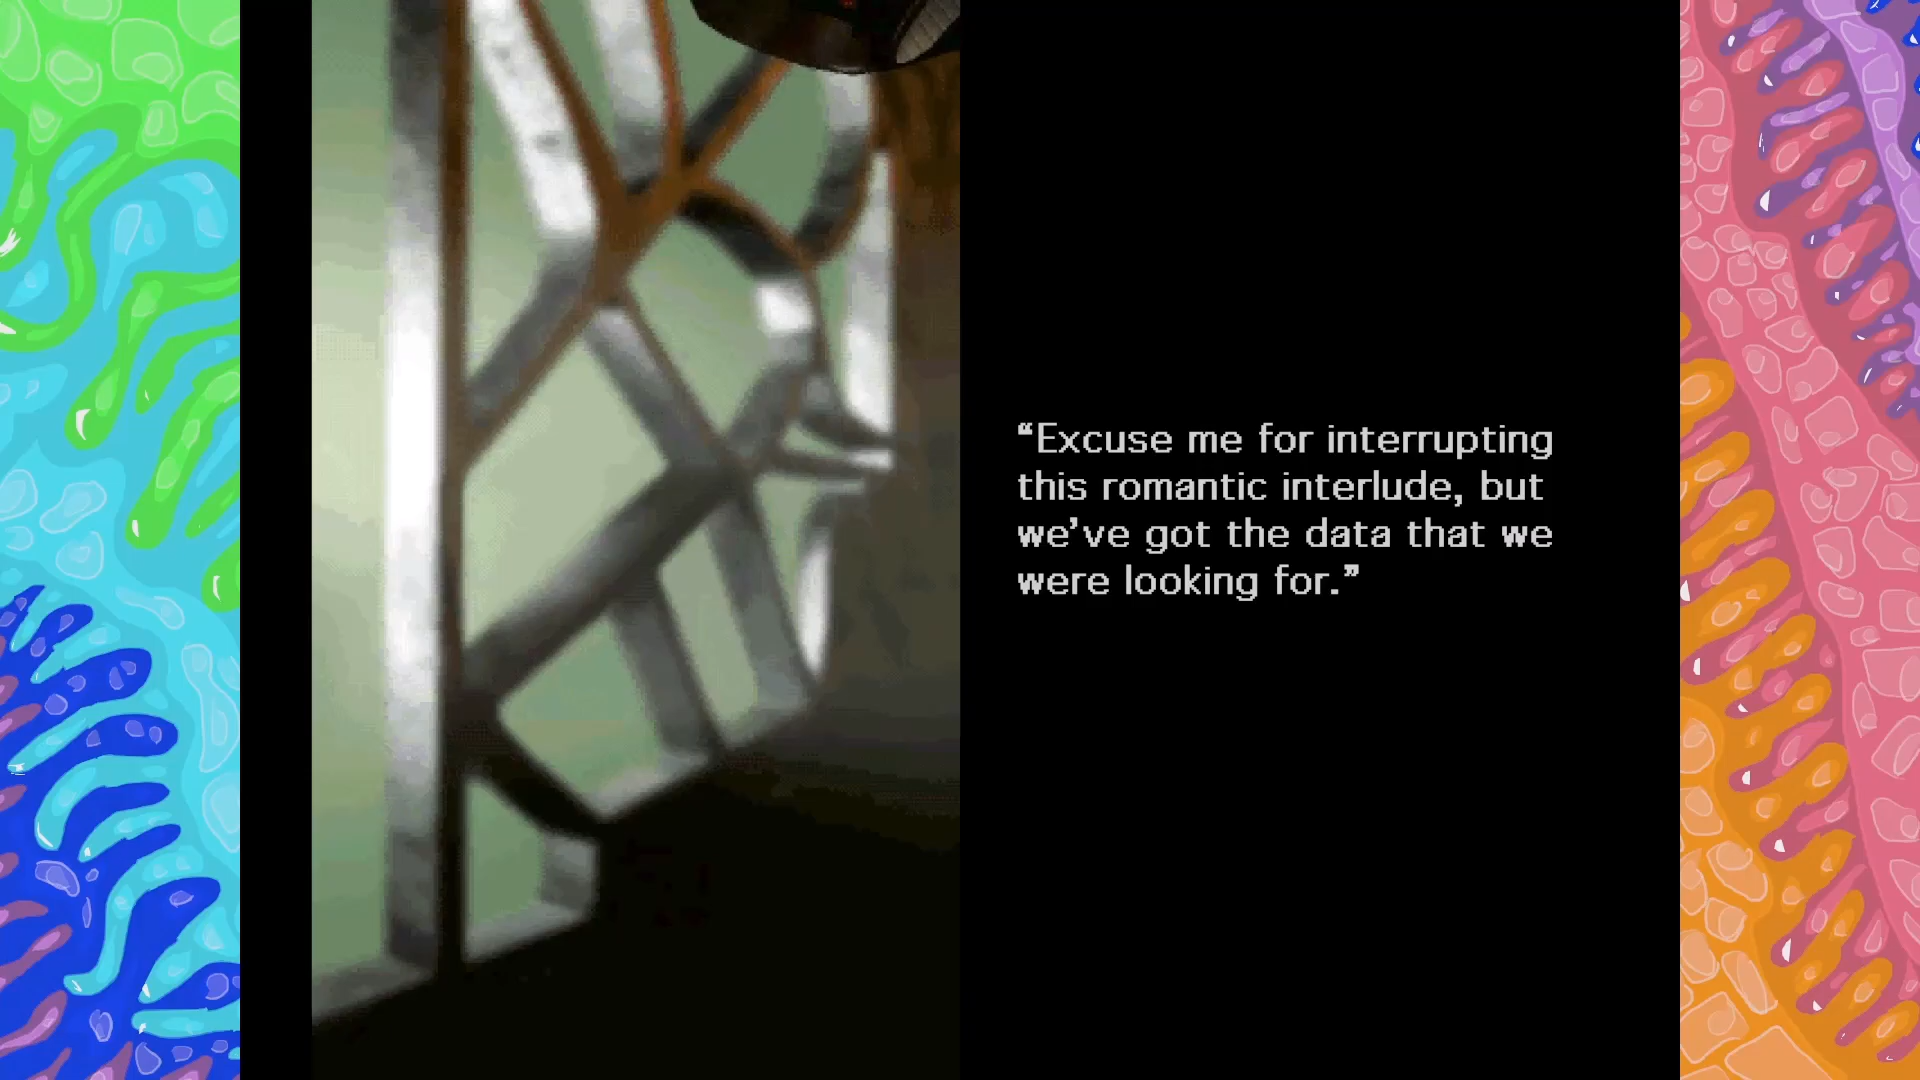 “Excuse me for interrupting
this romantic interlude, but
we’ve got the data that we
were looking for.”